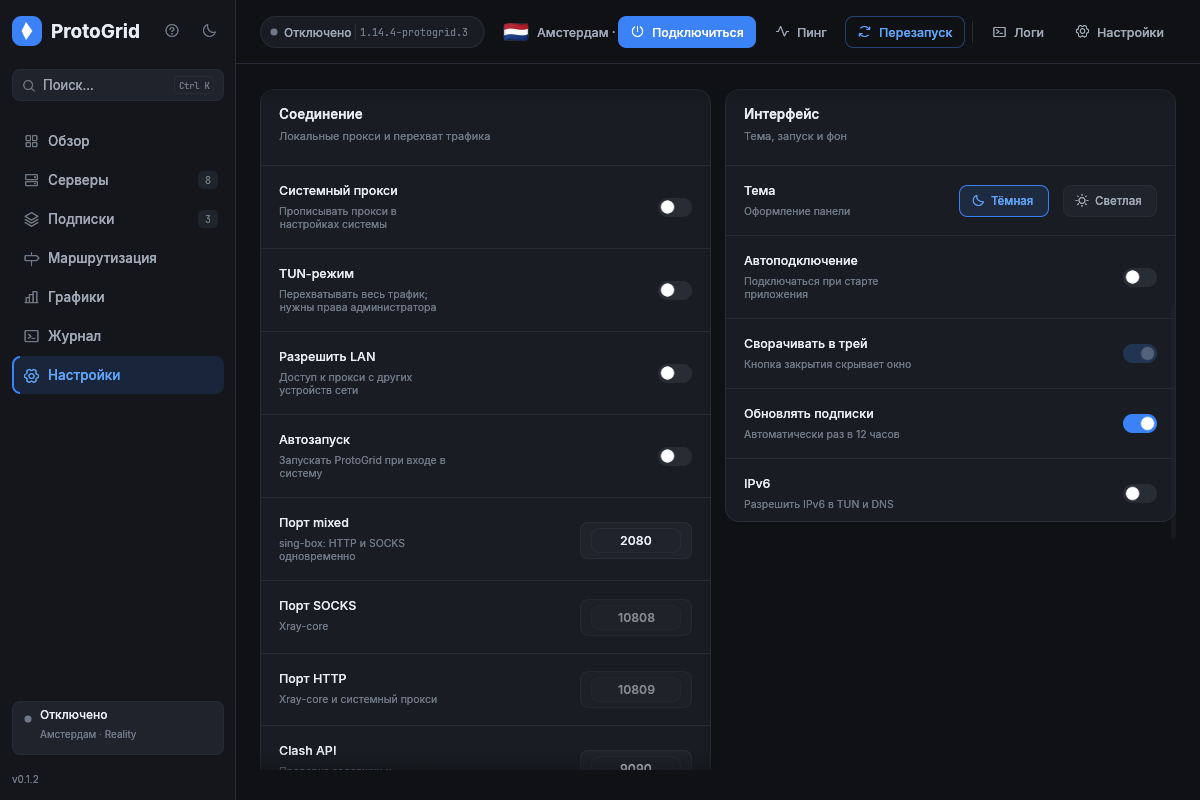 ProtoGrid
Поиск...
Ctrl K
Обзор
Серверы
8
Подписки
3
Маршрутизация
Графики
Журнал
Настройки
Отключено
Амстердам · Reality
v0.1.2
Отключено
1.14.4-protogrid.3
Амстердам ·
Подключиться
Пинг
Перезапуск
Логи
Настройки
Соединение
Локальные прокси и перехват трафика
Системный прокси
Прописывать прокси в
настройках системы
TUN-режим
Перехватывать весь трафик;
нужны права администратора
Разрешить LAN
Доступ к прокси с других
устройств сети
Автозапуск
Запускать ProtoGrid при входе в
систему
Порт mixed
sing-box: HTTP и SOCKS
одновременно
2080
Порт SOCKS
Xray-core
10808
Порт HTTP
Xray-core и системный прокси
10809
Clash API
9090
Интерфейс
Тема, запуск и фон
Тема
Оформление панели
Тёмная
Светлая
Автоподключение
Подключаться при старте
приложения
Сворачивать в трей
Кнопка закрытия скрывает окно
Обновлять подписки
Автоматически раз в 12 часов
IPv6
Разрешить IPv6 в TUN и DNS